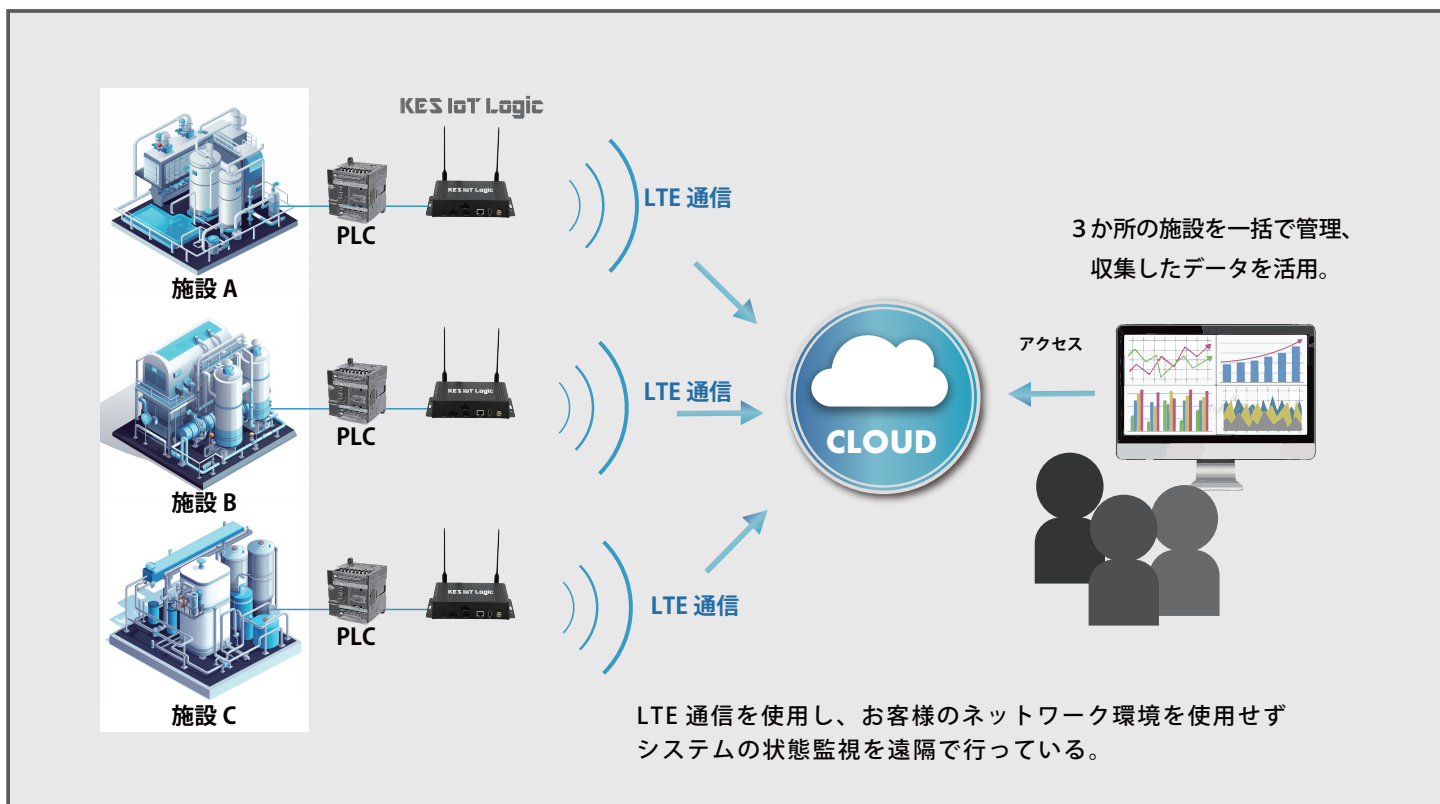 KES IoT Logic
KES IoT Logic
LTE 通信
PLC
施設 A
KES IoT Logic
LTE 通信
PLC
施設 B
KES IoT Logic
LTE 通信
PLC
施設 C
CLOUD
アクセス
３か所の施設を一括で管理、
収集したデータを活用。
LTE 通信を使用し、お客様のネットワーク環境を使用せず
システムの状態監視を遠隔で行っている。